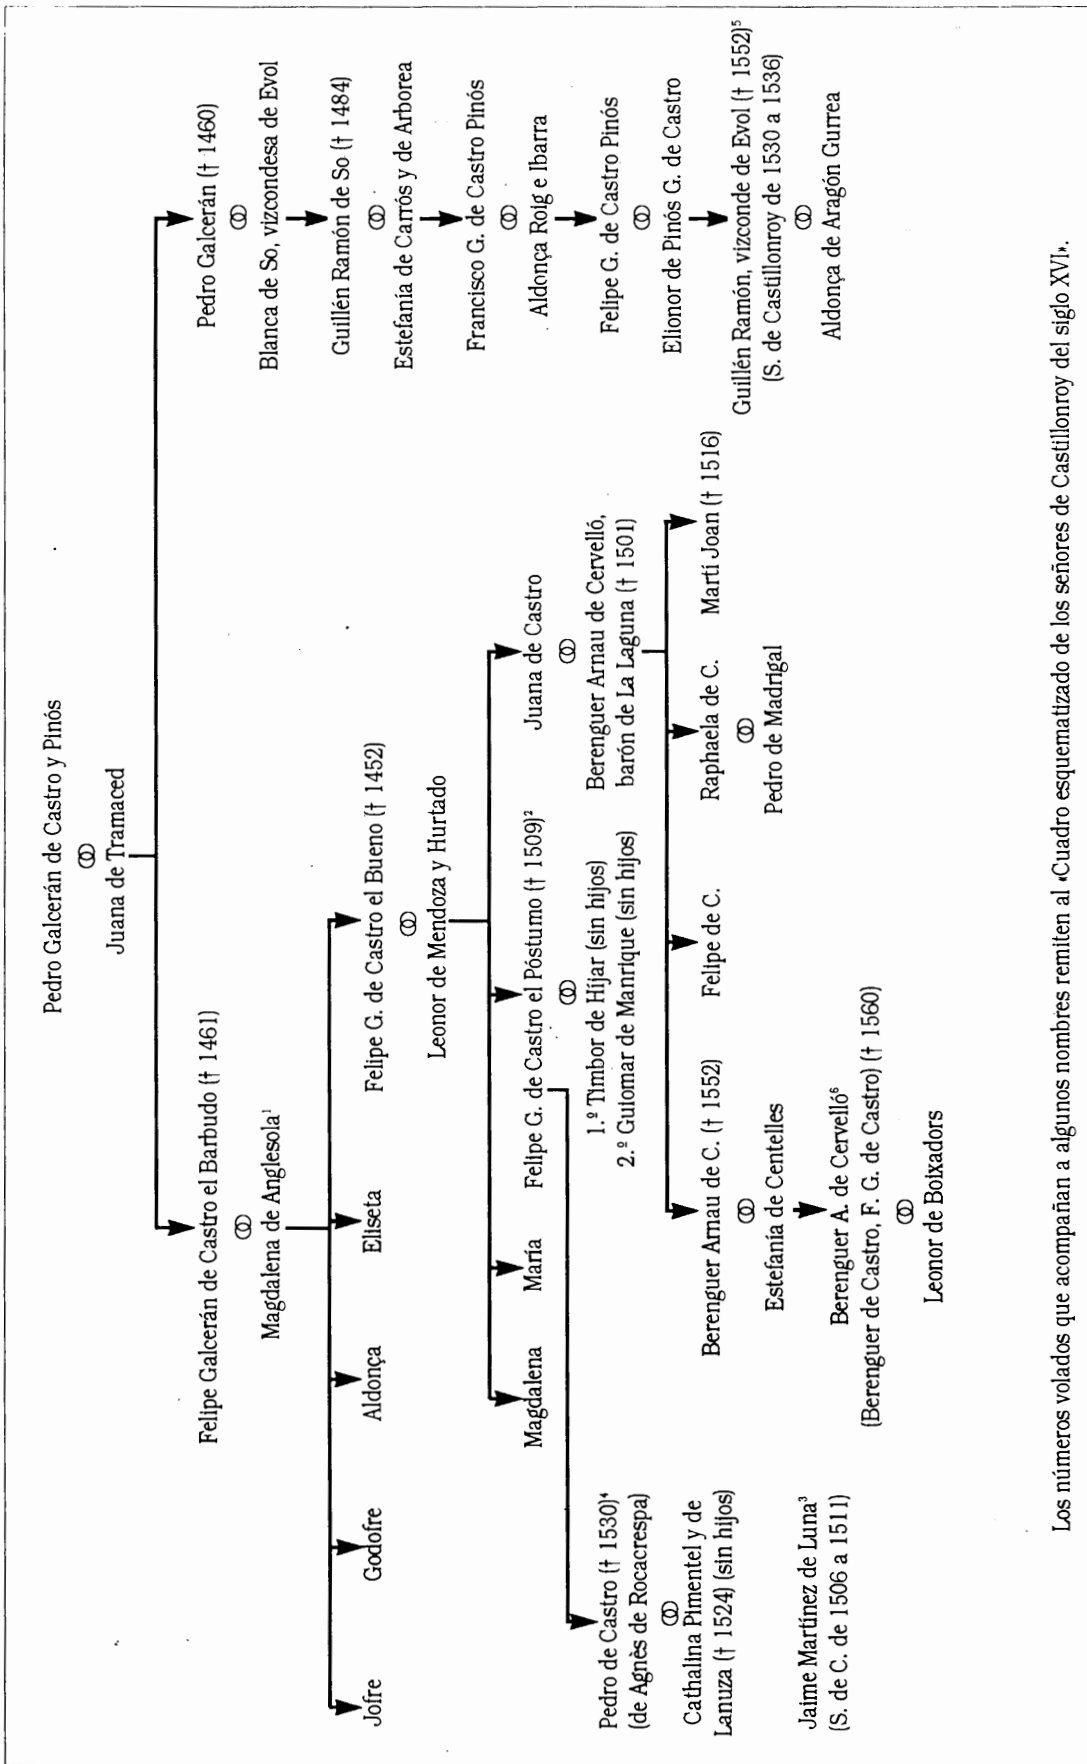 Pedro Galcerán de Castro y Pinós
Juana de Tramaced
Felipe Galcerán de Castro el Barbudo († 1461)
Magdalena de Anglesola¹
Pedro Galcerán († 1460)
Blanca de So, vizcondesa de Evol
Jofre
Godofre
Aldonça
Eliseta
Felipe G. de Castro el Bueno († 1452)
Leonor de Mendoza y Hurtado
Guillén Ramón de So († 1484)
Estefanía de Carrós y de Arborea
Francisco G. de Castro Pinós
Aldonça Roig e Ibarra
Magdalena
María
Felipe G. de Castro el Póstumo († 1509)²
1.º Timbor de Híjar (sin hijos)
2.º Guiomar de Manrique (sin hijos)
Juana de Castro
Berenguer Arnau de Cervelló,
barón de La Laguna († 1501)
Felipe G. de Castro Pinós
Elionor de Pinós G. de Castro
Pedro de Castro († 1530)⁴
(de Agnès de Rocacrespa)
Cathalina Pimentel y de
Lanuza († 1524) (sin hijos)
Berenguer Arnau de C. († 1552)
Estefanía de Centelles
Felipe de C.
Raphaela de C.
Pedro de Madrigal
Martí Joan († 1516)
Guillén Ramón, vizconde de Evol († 1552)⁵
(S. de Castillonroy de 1530 a 1536)
Aldonça de Aragón Gurrea
Jaime Martínez de Luna³
(S. de C. de 1506 a 1511)
Berenguer A. de Cervelló⁶
(Berenguer de Castro, F. G. de Castro) († 1560)
Leonor de Boixadors
Los números volados que acompañan a algunos nombres remiten al «Cuadro esquematizado de los señores de Castillonroy del siglo XVI».